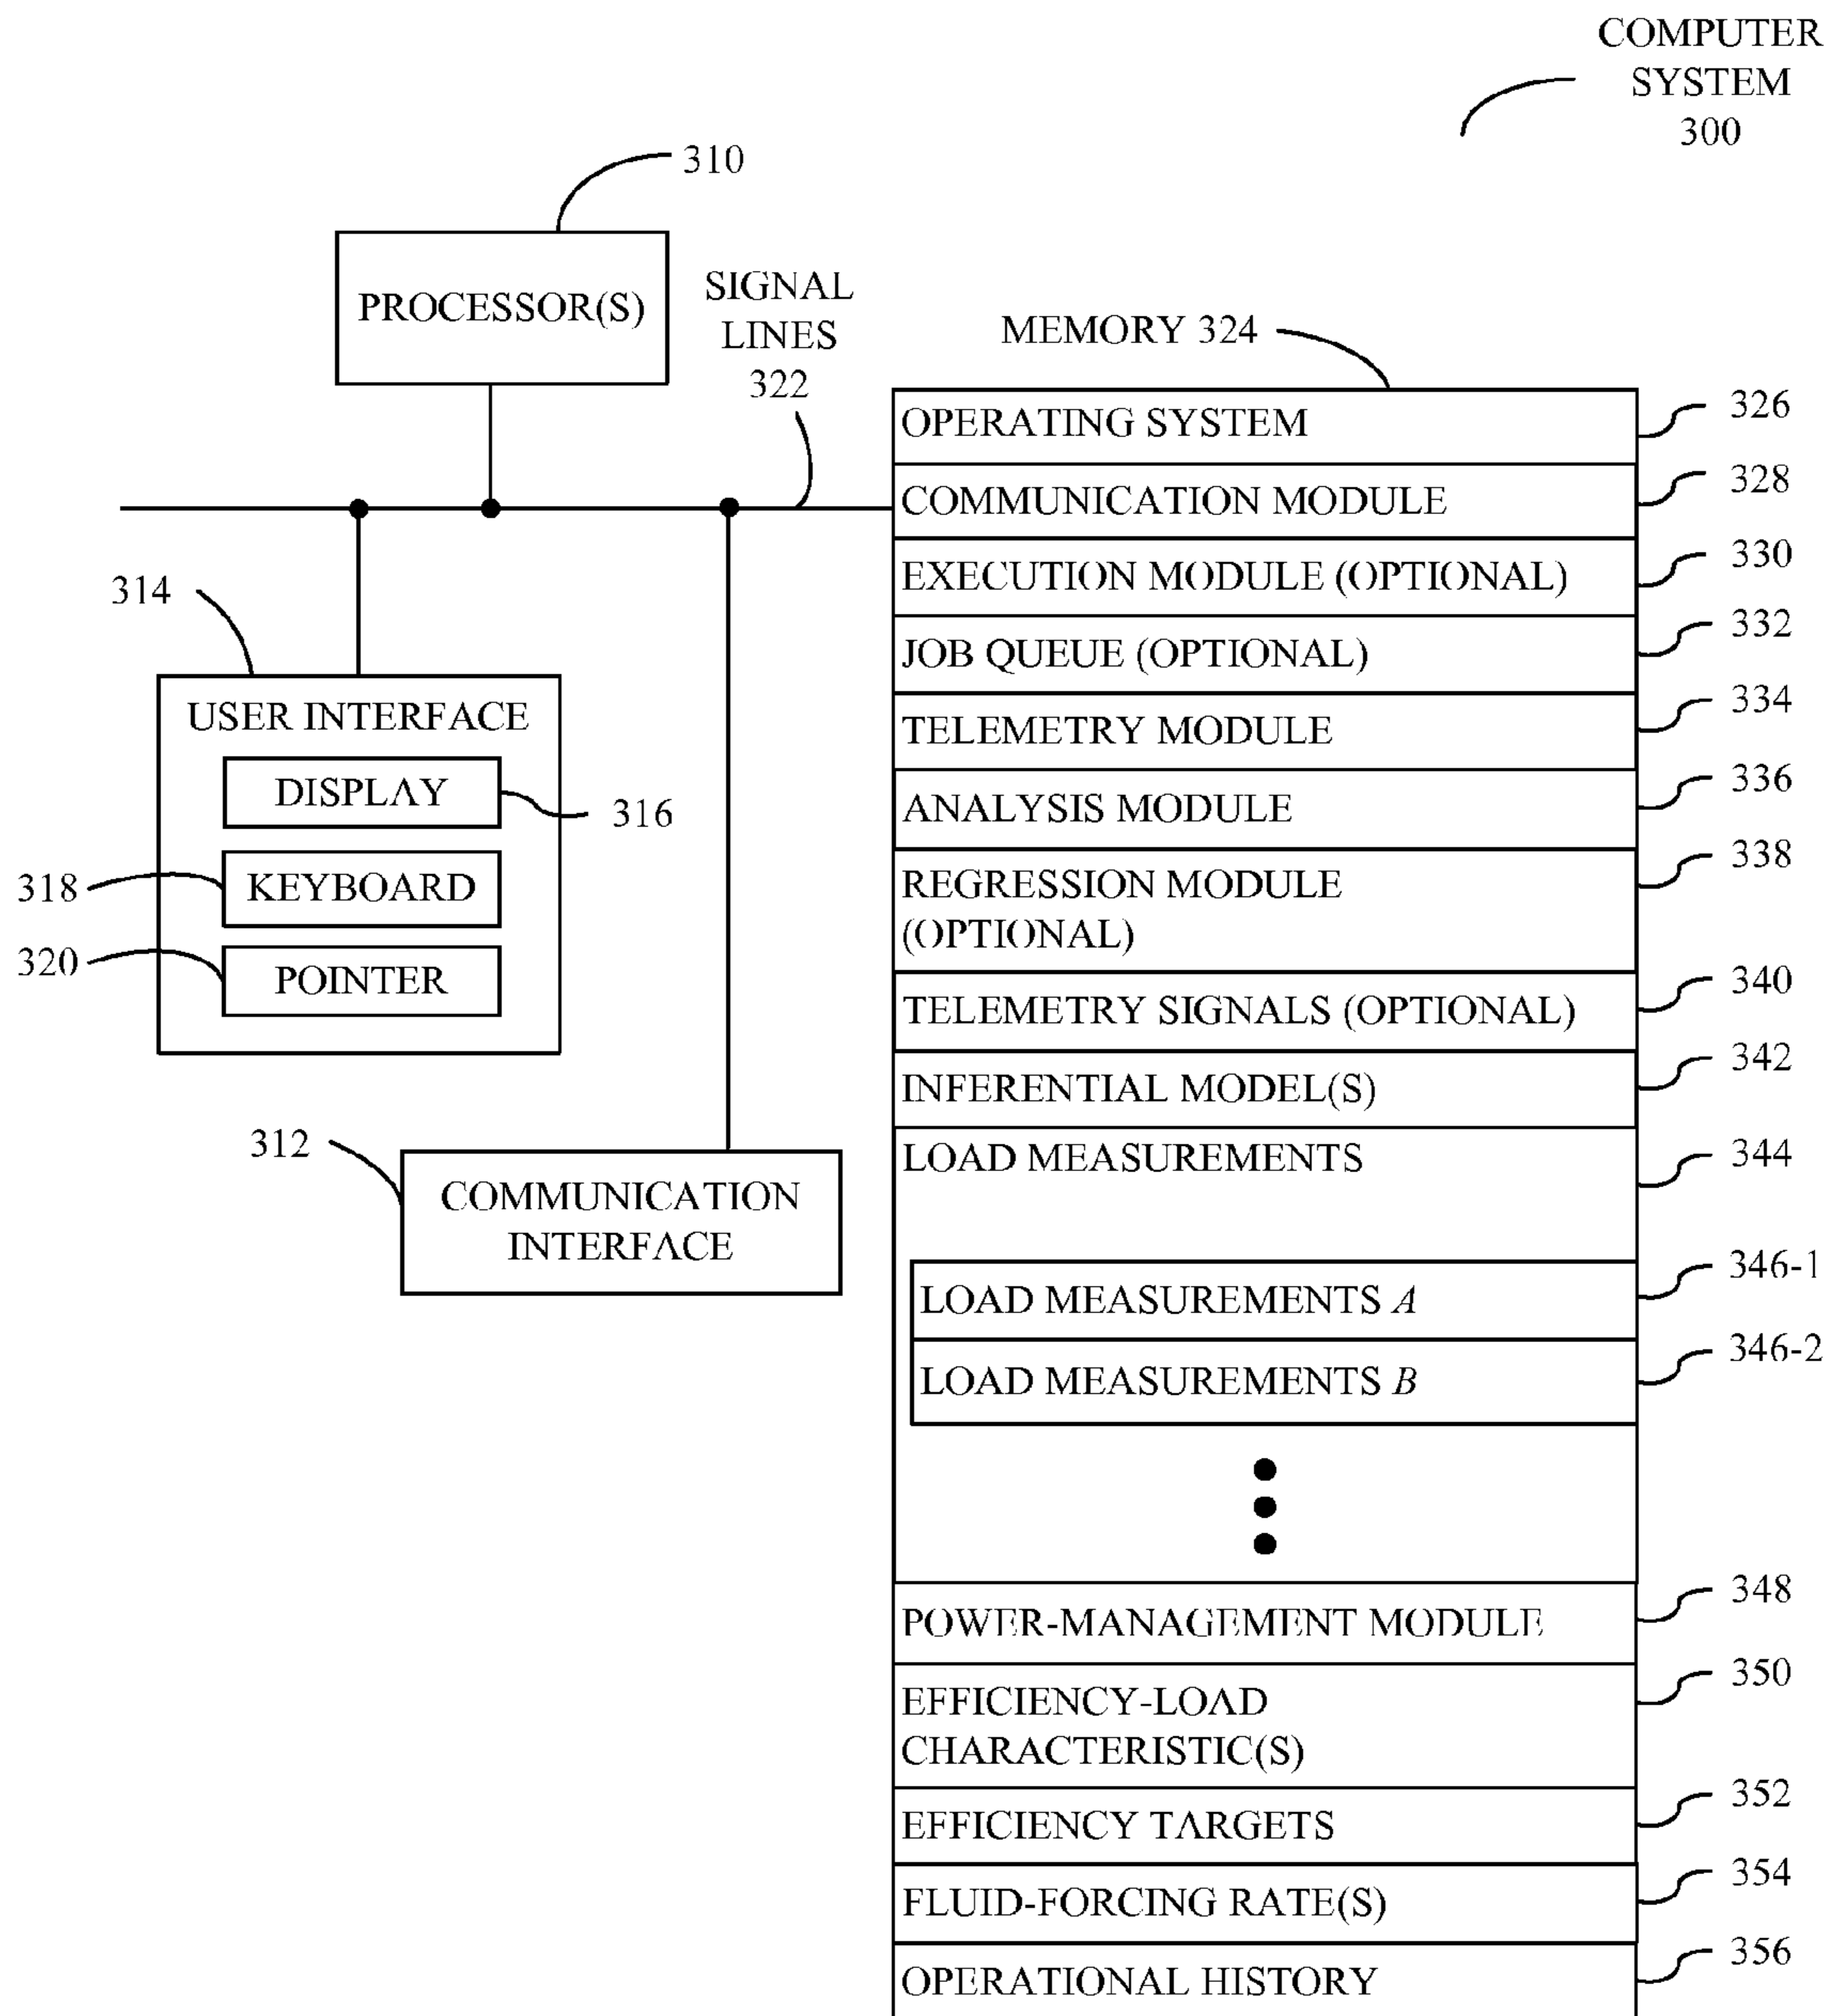 COMPUTER
SYSTEM
300
310
PROCESSOR(S)
SIGNAL
LINES
322
MEMORY 324
OPERATING SYSTEM
326
COMMUNICATION MODULE
328
EXECUTION MODULE (OPTIONAL)
330
JOB QUEUE (OPTIONAL)
332
TELEMETRY MODULE
334
ANALYSIS MODULE
336
REGRESSION MODULE
(OPTIONAL)
338
TELEMETRY SIGNALS (OPTIONAL)
340
INFERENTIAL MODEL(S)
342
LOAD MEASUREMENTS
344
LOAD MEASUREMENTS A
346-1
LOAD MEASUREMENTS B
346-2
POWER-MANAGEMENT MODULE
348
EFFICIENCY-LOAD
CHARACTERISTIC(S)
350
EFFICIENCY TARGETS
352
FLUID-FORCING RATE(S)
354
OPERATIONAL HISTORY
356
314
USER INTERFACE
DISPLAY
316
318
KEYBOARD
320
POINTER
312
COMMUNICATION
INTERFACE